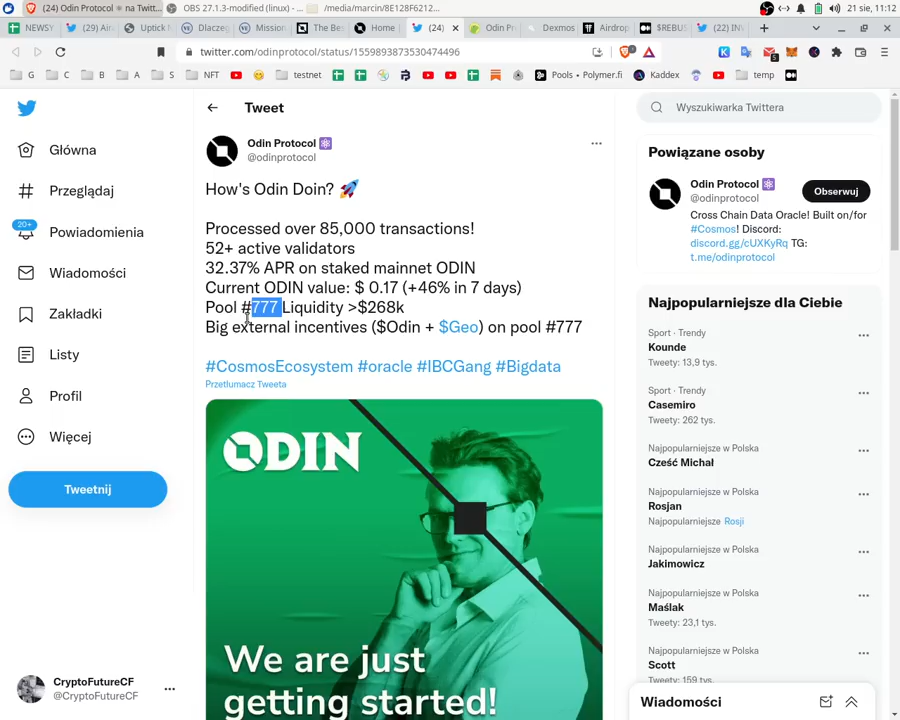 (24) Odin Protocol
na Twitt
OBS 27.1.3-modified (linux) -
/media/marcin/8E128F6212...
21 sie, 11:12
NEWSY
(29) Aird
Uptick N
Dlaczeg
Mission
The Bes
Home
(24)
Odin Pr
Dexmos
Airdrop
$REBUS
(22) IN
twitter.com/odinprotocol/status/1559893873530474496
G
C
B
A
S
NFT
testnet
Pools • Polymer.fi
Kaddex
temp
Tweet
Wyszukiwarka Twittera
Główna
Przeglądaj
20+
Powiadomienia
Wiadomości
Zakładki
Listy
Profil
Więcej
Tweetnij
CryptoFutureCF
@CryptoFutureCF
Odin Protocol
@odinprotocol
How's Odin Doin? 🚀
Processed over 85,000 transactions!
52+ active validators
32.37% APR on staked mainnet ODIN
Current ODIN value: $ 0.17 (+46% in 7 days)
Pool #777 Liquidity >$268k
Big external incentives ($Odin + $Geo) on pool #777
#CosmosEcosystem #oracle #IBCGang #Bigdata
Przetłumacz Tweeta
ODIN
We are just
getting started!
Powiązane osoby
Odin Protocol
@odinprotocol
Obserwuj
Cross Chain Data Oracle! Built on/for
#Cosmos! Discord:
discord.gg/cUXKyRq TG:
t.me/odinprotocol
Najpopularniejsze dla Ciebie
Sport · Trendy
Kounde
Tweety: 13,9 tys.
Sport · Trendy
Casemiro
Tweety: 262 tys.
Najpopularniejsze w Polska
Cześć Michał
Najpopularniejsze w Polska
Rosjan
Najpopularniejsze Rosji
Najpopularniejsze w Polska
Jakimowicz
Najpopularniejsze w Polska
Maślak
Tweety: 23,1 tys.
Najpopularniejsze w Polska
Scott
Tweety: 159 tys.
Wiadomości